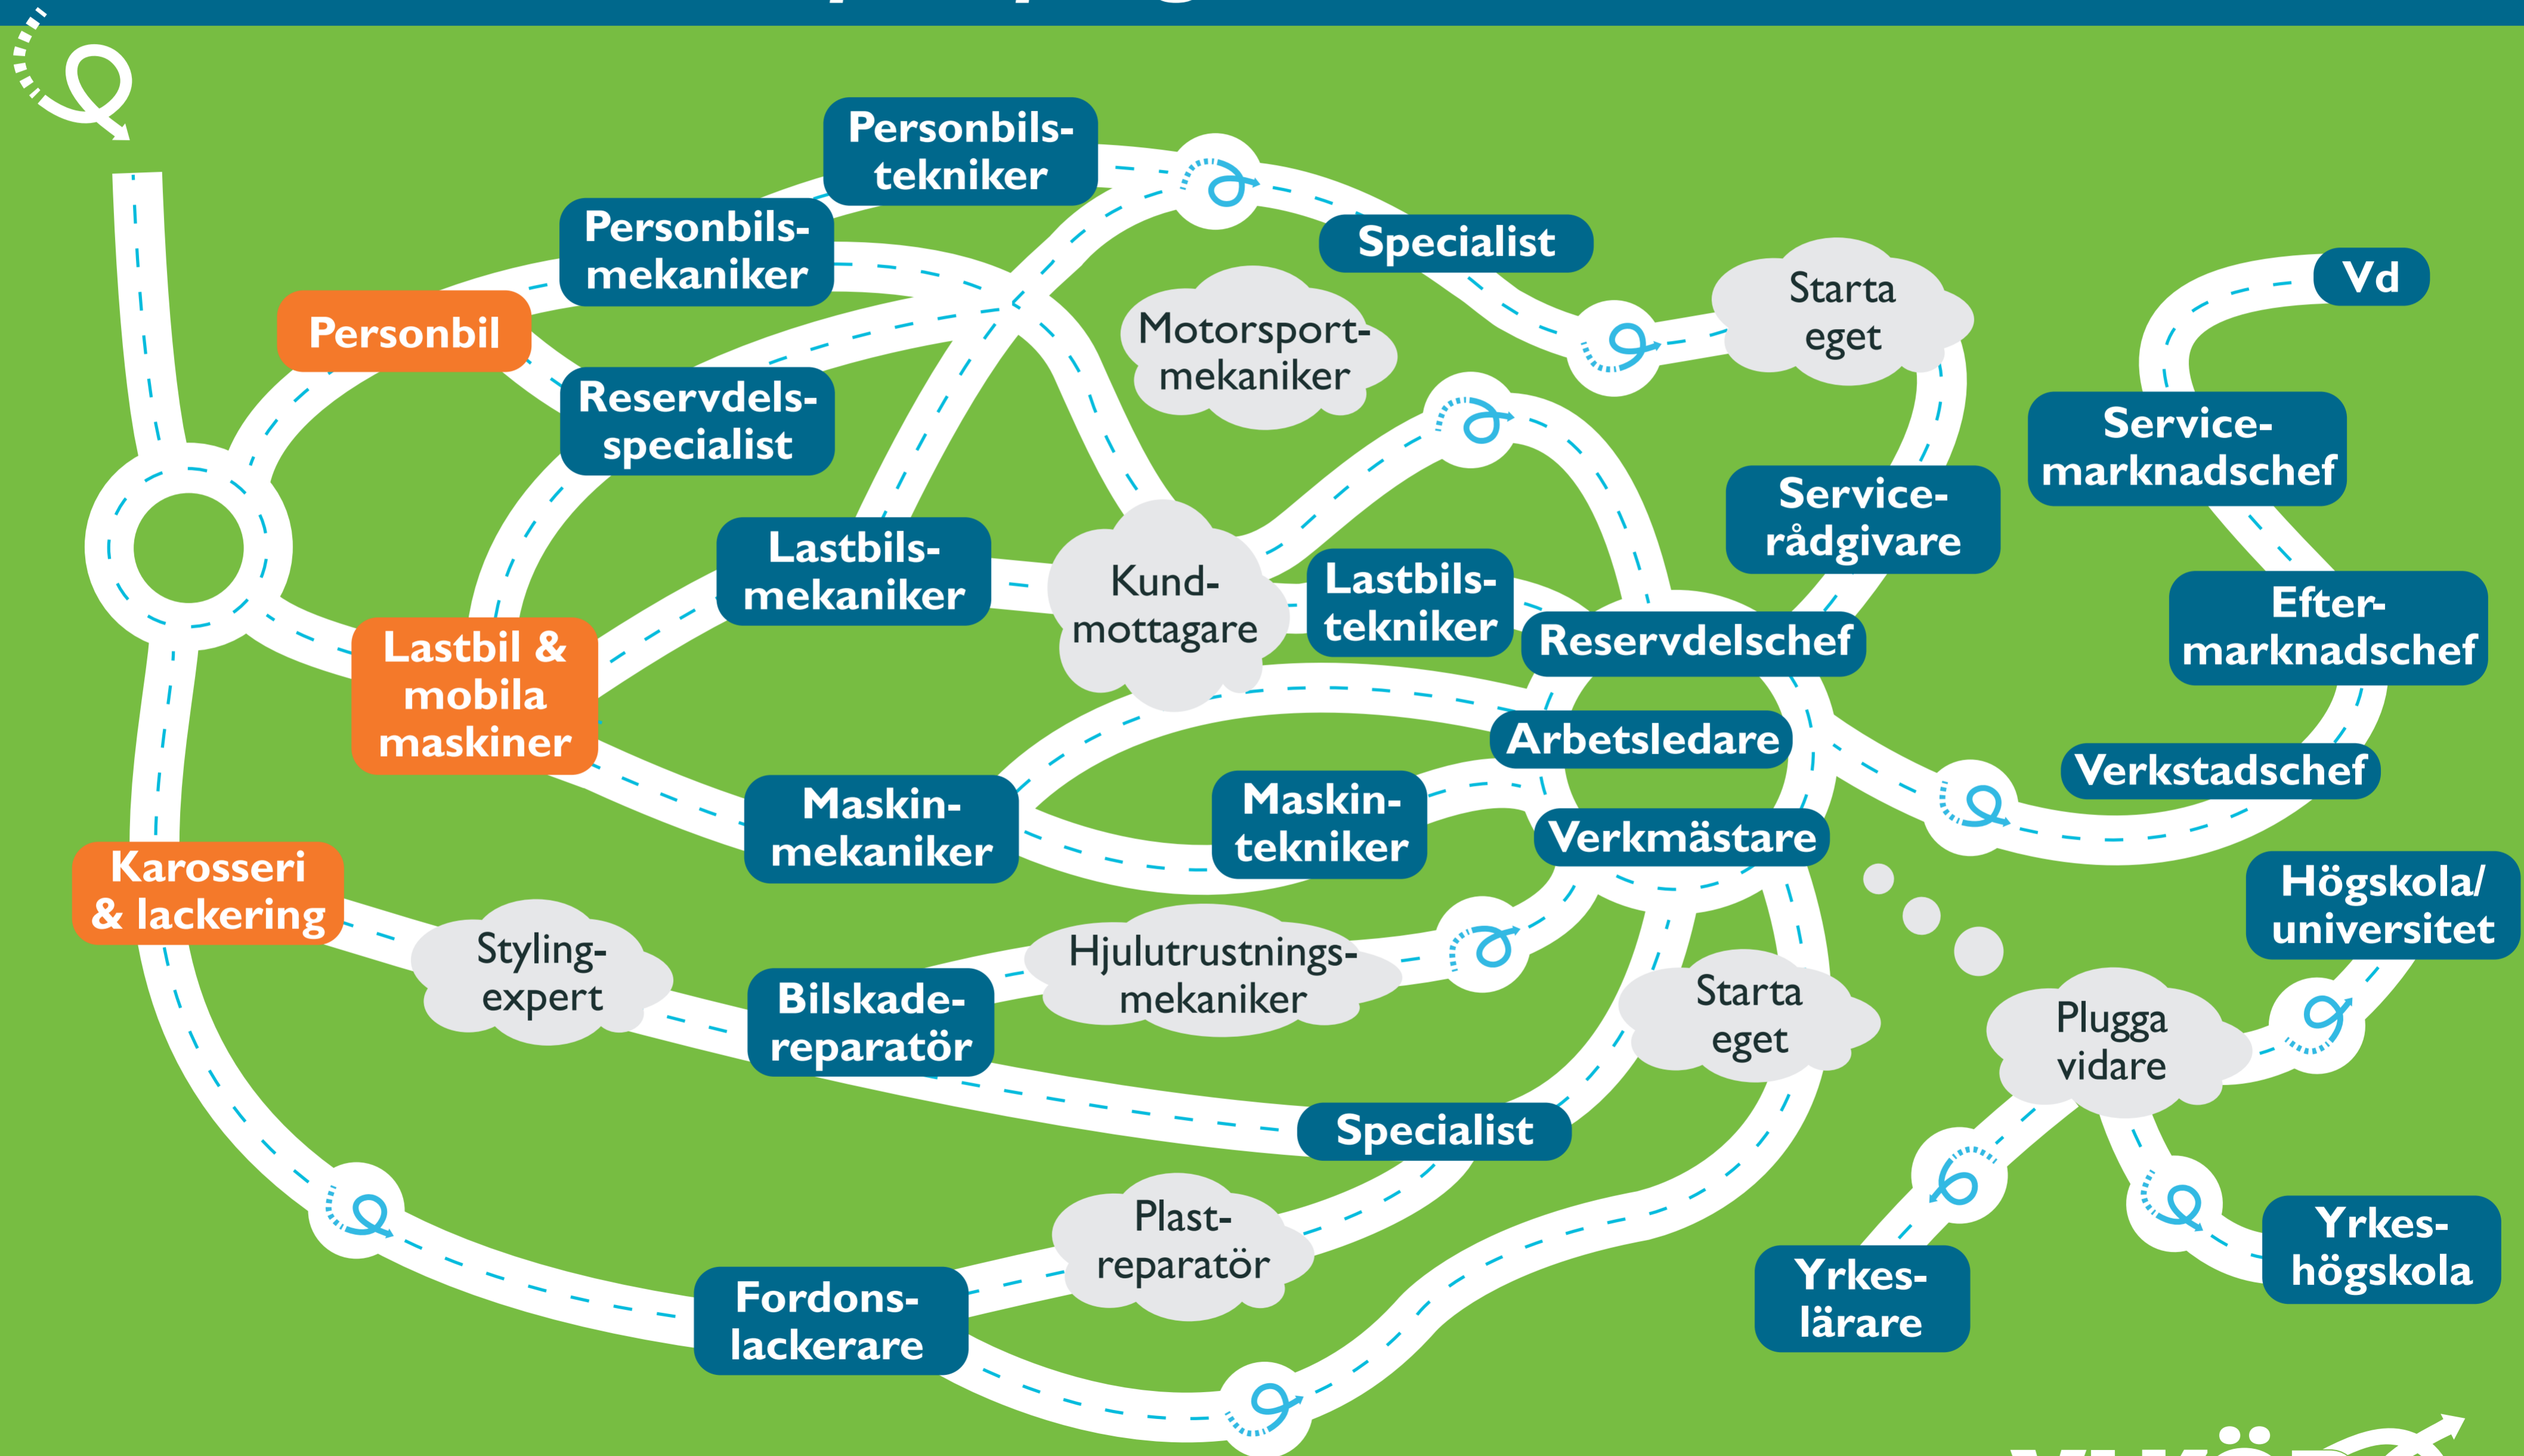 Personbils-
tekniker
Personbils-
mekaniker
Specialist
Starta
eget
Vd
Personbil
Motorsport-
mekaniker
Reservdels-
specialist
Service-
marknadschef
Service-
rådgivare
Lastbils-
mekaniker
Kund-
mottagare
Lastbils-
tekniker
Reservdelschef
Efter-
marknadschef
Lastbil &
mobila
maskiner
Arbetsledare
Verkstadschef
Maskin-
mekaniker
Maskin-
tekniker
Verkmästare
Karosseri
& lackering
Högskola/
universitet
Styling-
expert
Hjulutrustnings-
mekaniker
Bilskade-
reparatör
Starta
eget
Plugga
vidare
Specialist
Plast-
reparatör
Yrkes-
högskola
Yrkes-
lärare
Fordons-
lackerare